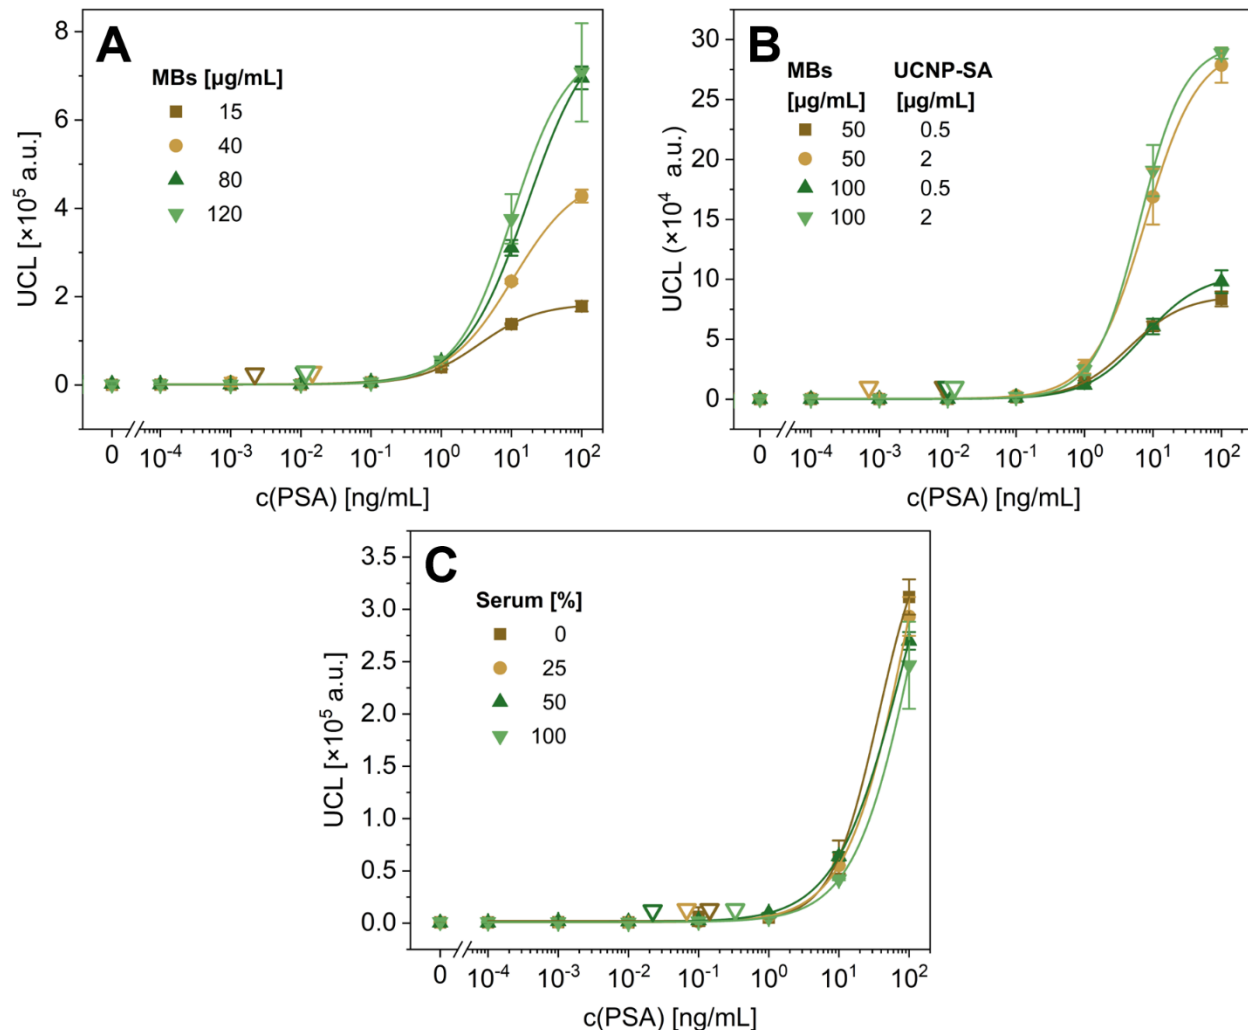 A
MBs [µg/mL]
15
40
80
120
UCL [×10⁵ a.u.]
8
6
4
2
0
0 10⁻⁴ 10⁻³ 10⁻² 10⁻¹ 10⁰ 10¹ 10²
c(PSA) [ng/mL]
B
MBs UCNP-SA
[µg/mL] [µg/mL]
50 0.5
50 2
100 0.5
100 2
UCL (×10⁴ a.u.]
30
25
20
15
10
5
0
0 10⁻⁴ 10⁻³ 10⁻² 10⁻¹ 10⁰ 10¹ 10²
c(PSA) [ng/mL]
C
Serum [%]
0
25
50
100
UCL [×10⁵ a.u.]
3.5
3.0
2.5
2.0
1.5
1.0
0.5
0.0
0 10⁻⁴ 10⁻³ 10⁻² 10⁻¹ 10⁰ 10¹ 10²
c(PSA) [ng/mL]